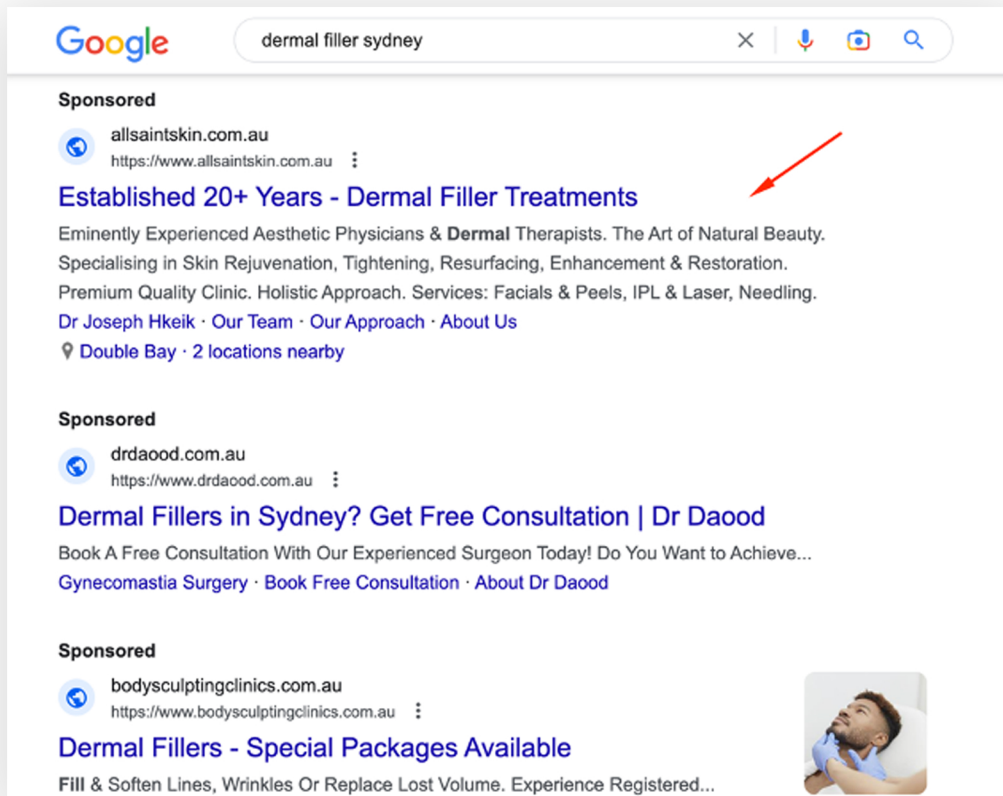 Google
dermal filler sydney
Sponsored
allsaintskin.com.au
https://www.allsaintskin.com.au
Established 20+ Years - Dermal Filler Treatments
Eminently Experienced Aesthetic Physicians & Dermal Therapists. The Art of Natural Beauty.
Specialising in Skin Rejuvenation, Tightening, Resurfacing, Enhancement & Restoration.
Premium Quality Clinic. Holistic Approach. Services: Facials & Peels, IPL & Laser, Needling.
Dr Joseph Hkeik · Our Team · Our Approach · About Us
Double Bay · 2 locations nearby
Sponsored
drdaood.com.au
https://www.drdaood.com.au
Dermal Fillers in Sydney? Get Free Consultation | Dr Daood
Book A Free Consultation With Our Experienced Surgeon Today! Do You Want to Achieve...
Gynecomastia Surgery · Book Free Consultation · About Dr Daood
Sponsored
bodysculptingclinics.com.au
https://www.bodysculptingclinics.com.au
Dermal Fillers - Special Packages Available
Fill & Soften Lines, Wrinkles Or Replace Lost Volume. Experience Registered...